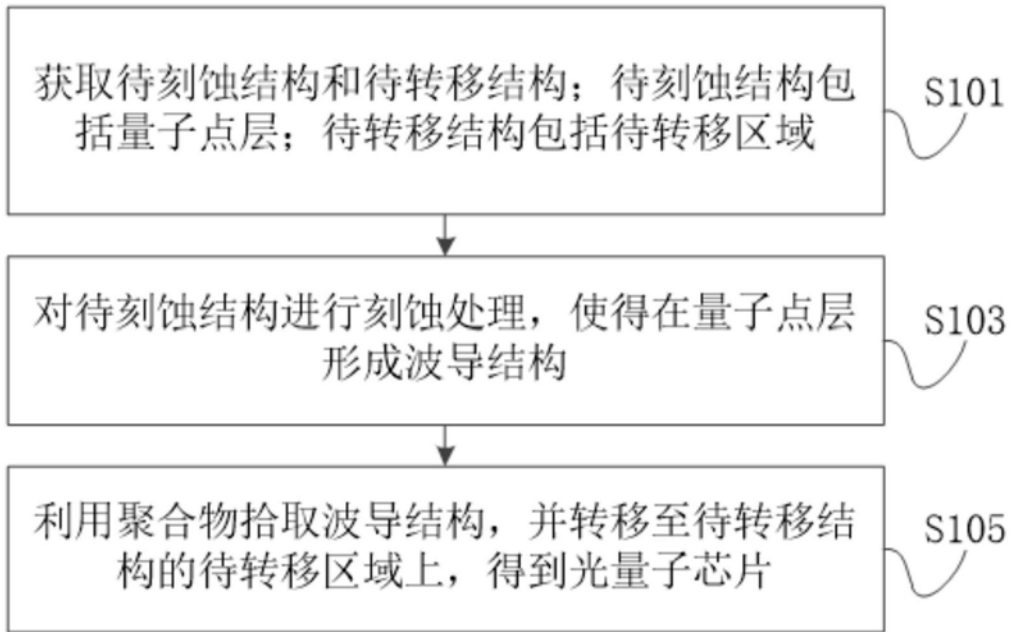 获取待刻蚀结构和待转移结构；待刻蚀结构包
括量子点层；待转移结构包括待转移区域
S101
对待刻蚀结构进行刻蚀处理，使得在量子点层
形成波导结构
S103
利用聚合物拾取波导结构，并转移至待转移结
构的待转移区域上，得到光量子芯片
S105